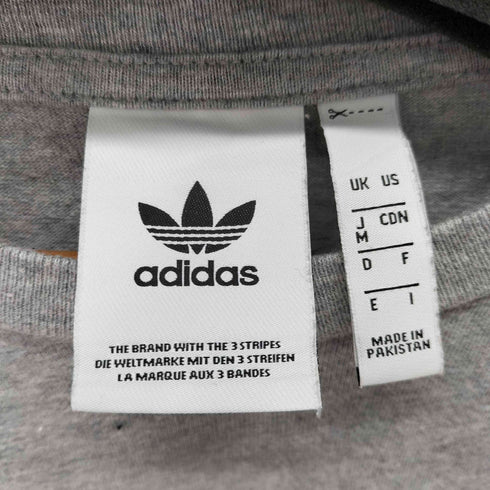 adidas
THE BRAND WITH THE 3 STRIPES
DIE WELTMARKE MIT DEN 3 STREIFEN
LA MARQUE AUX 3 BANDES
UK US
J CDN
M
D F
E I
MADE IN
PAKISTAN